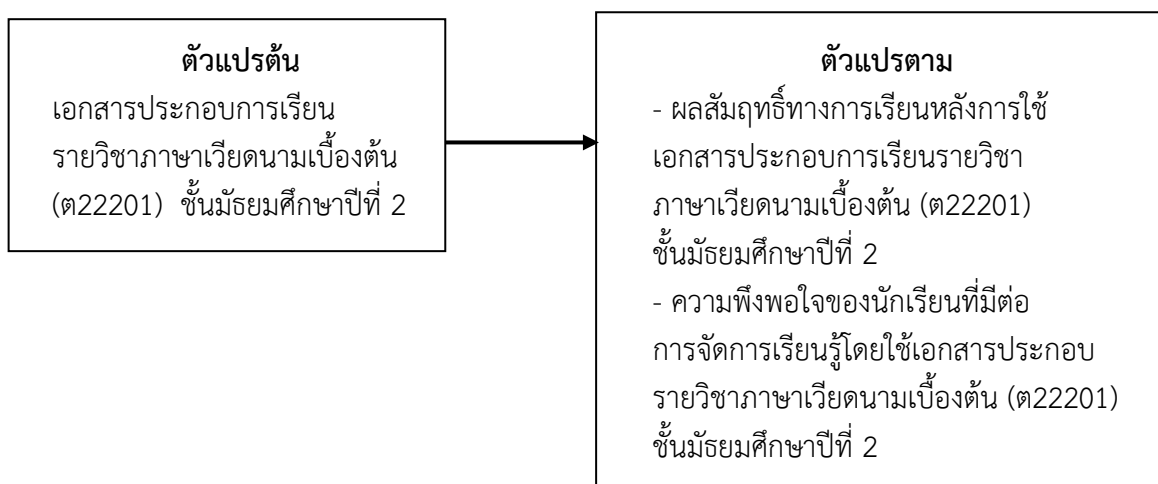 ตัวแปรต้น
เอกสารประกอบการเรียน
รายวิชาภาษาเวียดนามเบื้องต้น
(ต22201) ชั้นมัธยมศึกษาปีที่ 2
ตัวแปรตาม
- ผลสัมฤทธิ์ทางการเรียนหลังการใช้
เอกสารประกอบการเรียนรายวิชา
ภาษาเวียดนามเบื้องต้น (ต22201)
ชั้นมัธยมศึกษาปีที่ 2
- ความพึงพอใจของนักเรียนที่มีต่อ
การจัดการเรียนรู้โดยใช้เอกสารประกอบ
รายวิชาภาษาเวียดนามเบื้องต้น (ต22201)
ชั้นมัธยมศึกษาปีที่ 2